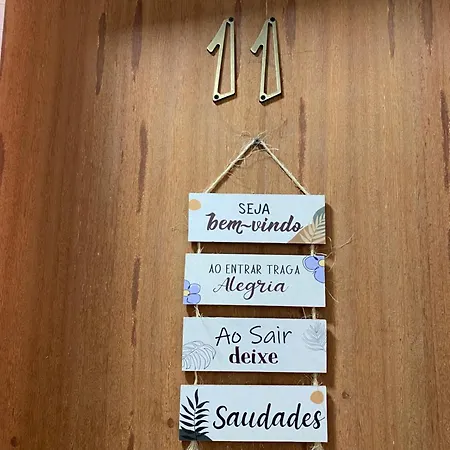 11
SEJA
bem-vindo
AO ENTRAR TRAGA
Alegria
Ao Sair
deixe
Saudades